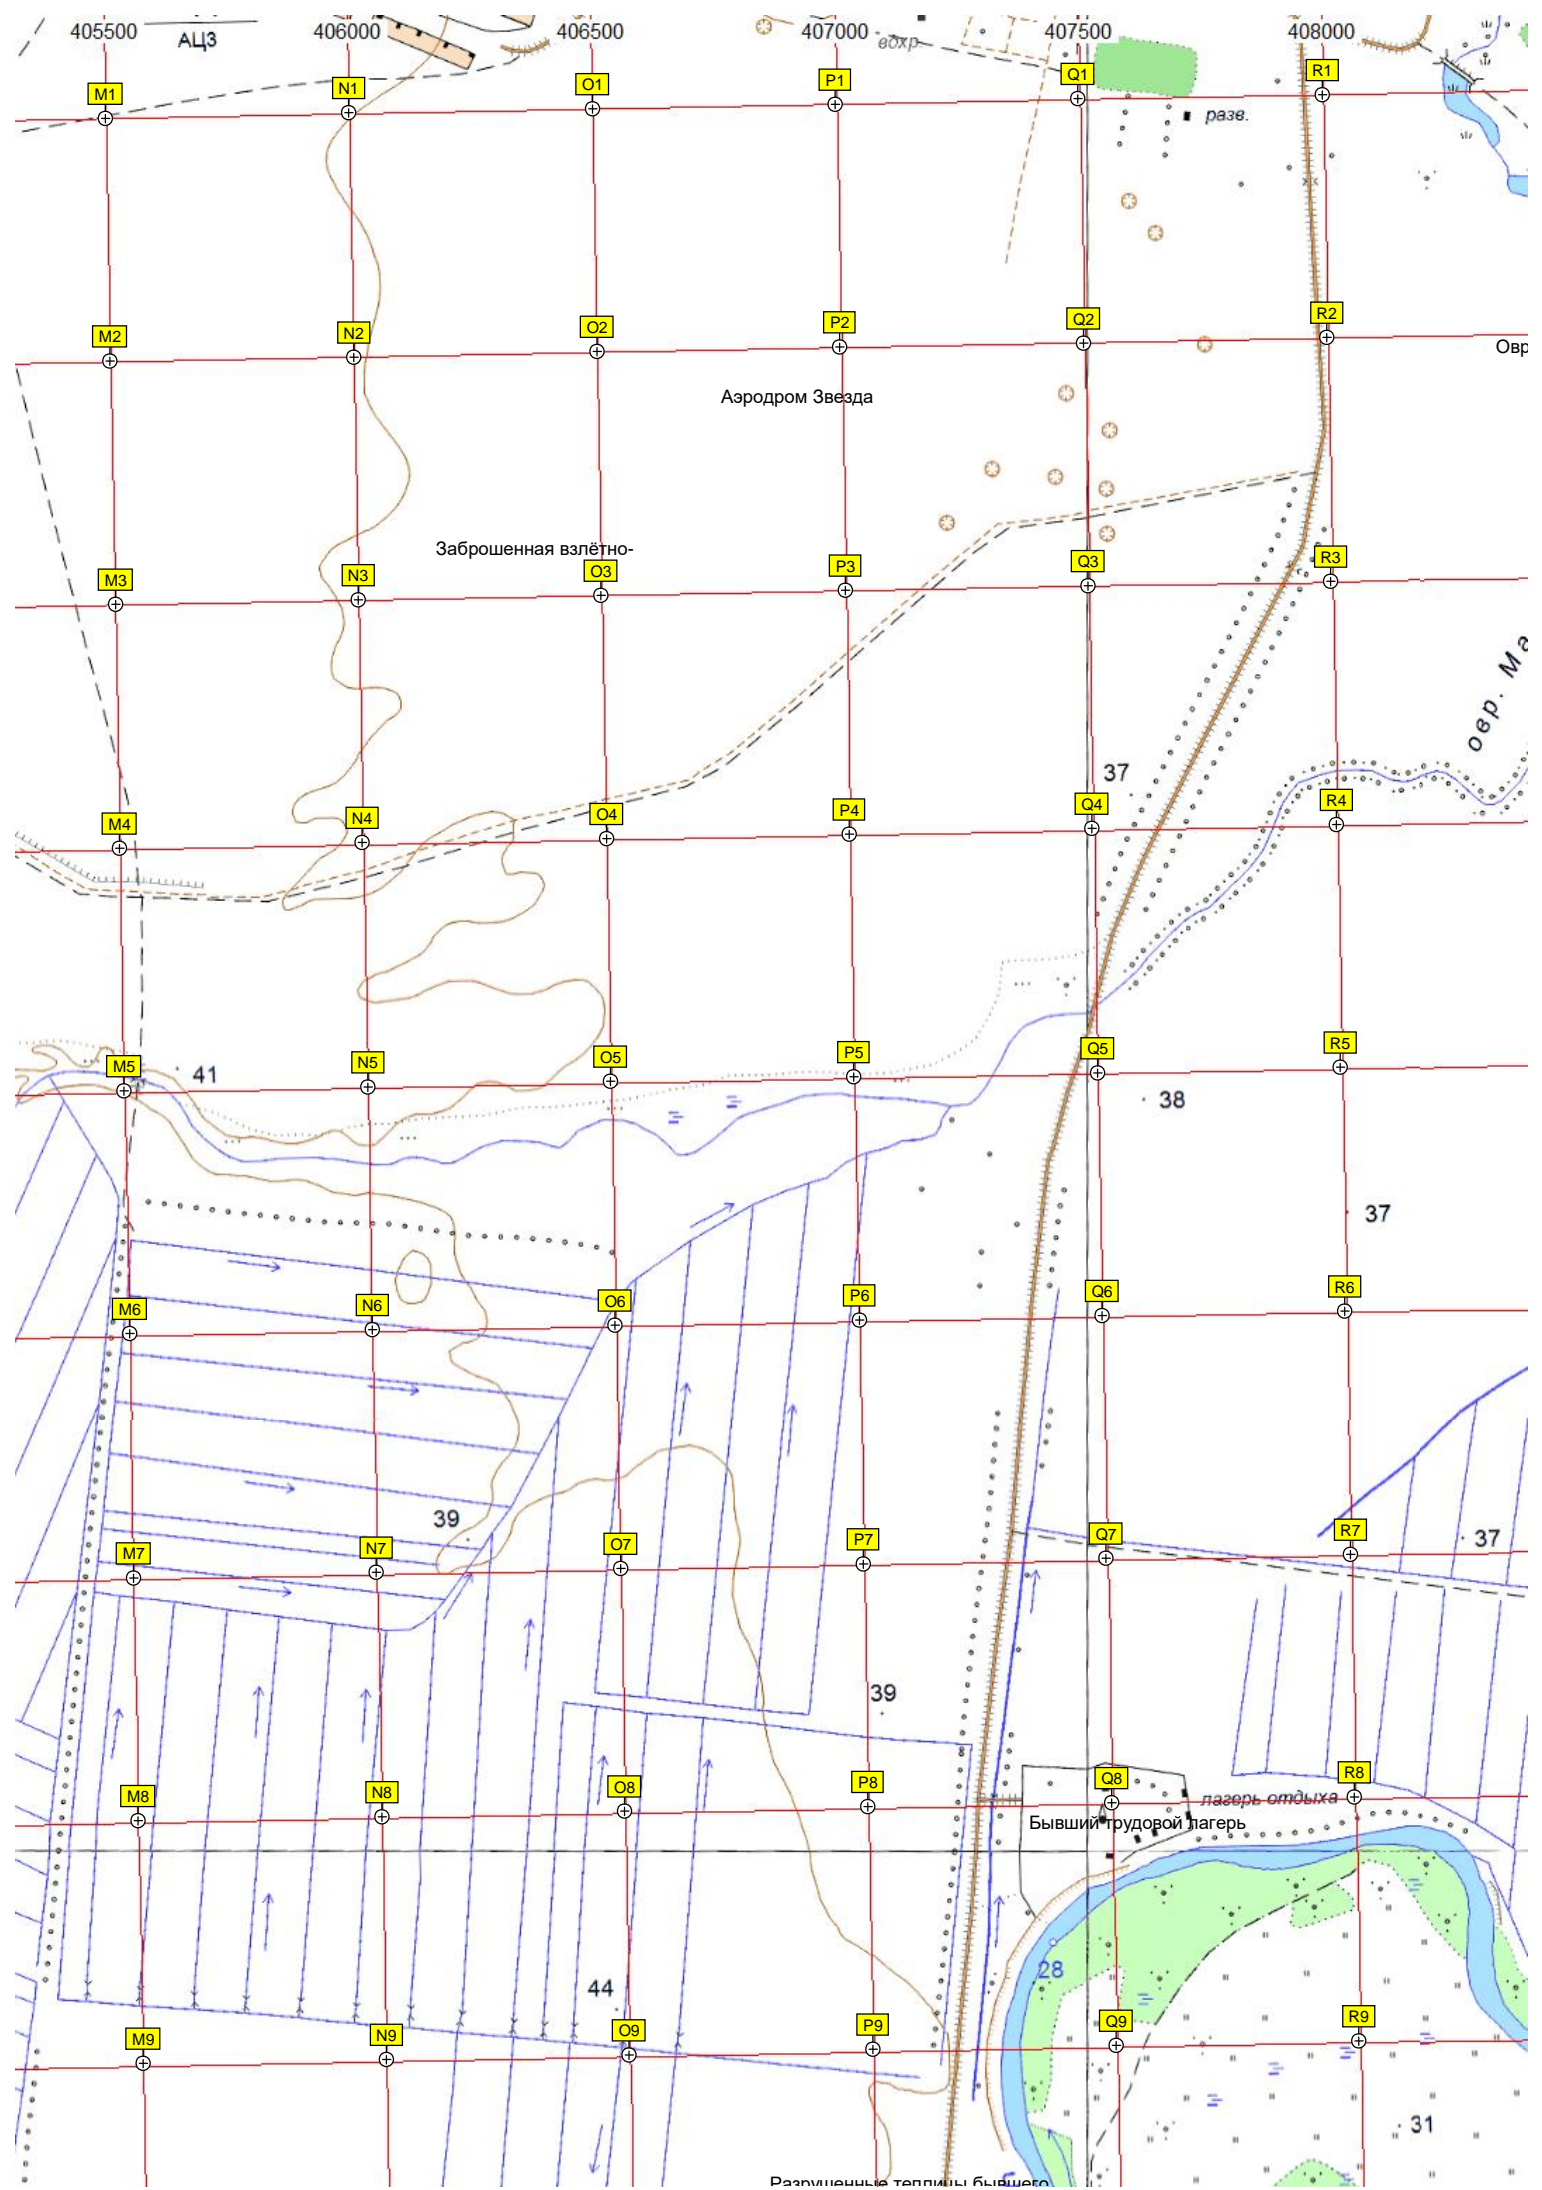 405500 406000 406500 407000 407500 408000
АЦЗ
вдхр.
M1 N1 O1 P1 Q1 R1
разв.
M2 N2 O2 P2 Q2 R2
Овр
Аэродром Звезда
Заброшенная взлётно-
M3 N3 O3 P3 Q3 R3
овр. Ма
37
M4 N4 O4 P4 Q4 R4
M5 N5 O5 P5 Q5 R5
41
38
37
M6 N6 O6 P6 Q6 R6
39
37
M7 N7 O7 P7 Q7 R7
39
M8 N8 O8 P8 Q8 R8
лагерь отдыха
Бывший трудовой лагерь
28
44
M9 N9 O9 P9 Q9 R9
31
Разрушенные теплицы бывшего